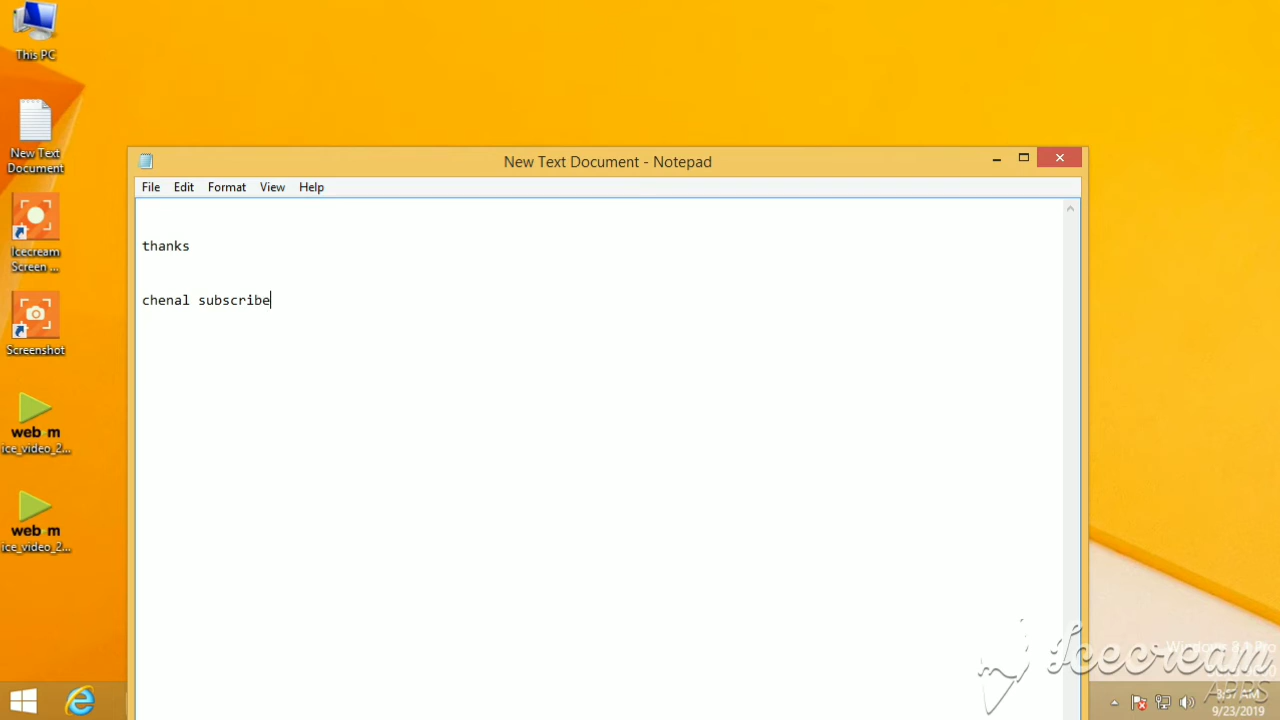 This PC
New Text
Document
Icecream
Screen ...
Screenshot
web m
ice_video_2...
web m
ice_video_2...
New Text Document - Notepad
File Edit Format View Help
thanks
chenal subscribe
Icecream
APPS
9/23/2019